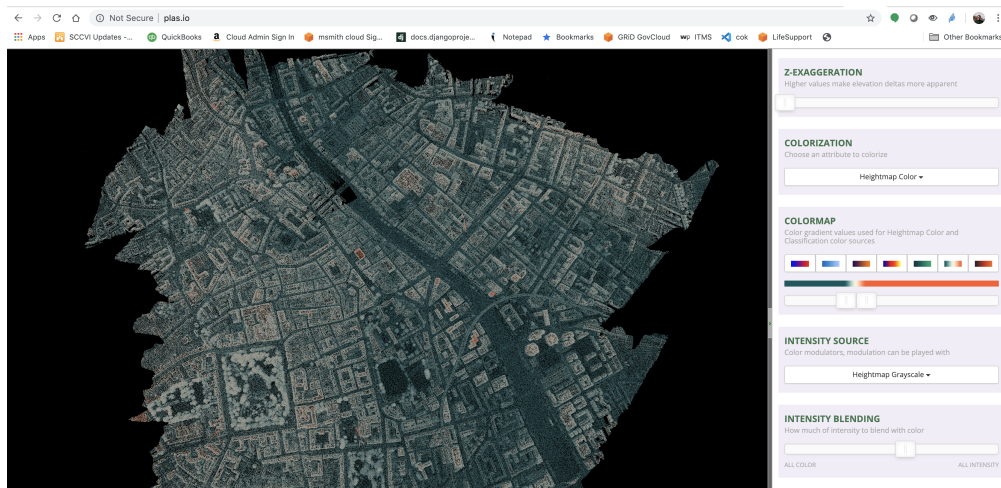 Not Secure | plas.io
Apps SCCVI Updates -... QuickBooks Cloud Admin Sign In msmith cloud Sig... docs.djangoproje... Notepad Bookmarks GRiD GovCloud ITMS cok LifeSupport Other Bookmarks
Z-EXAGGERATION
Higher values make elevation deltas more apparent
COLORIZATION
Choose an attribute to colorize
Heightmap Color
COLORMAP
Color gradient values used for Heightmap Color and
Classification color sources
INTENSITY SOURCE
Color modulators, modulation can be played with
Heightmap Grayscale
INTENSITY BLENDING
How much of intensity to blend with color
ALL COLOR ALL INTENSITY